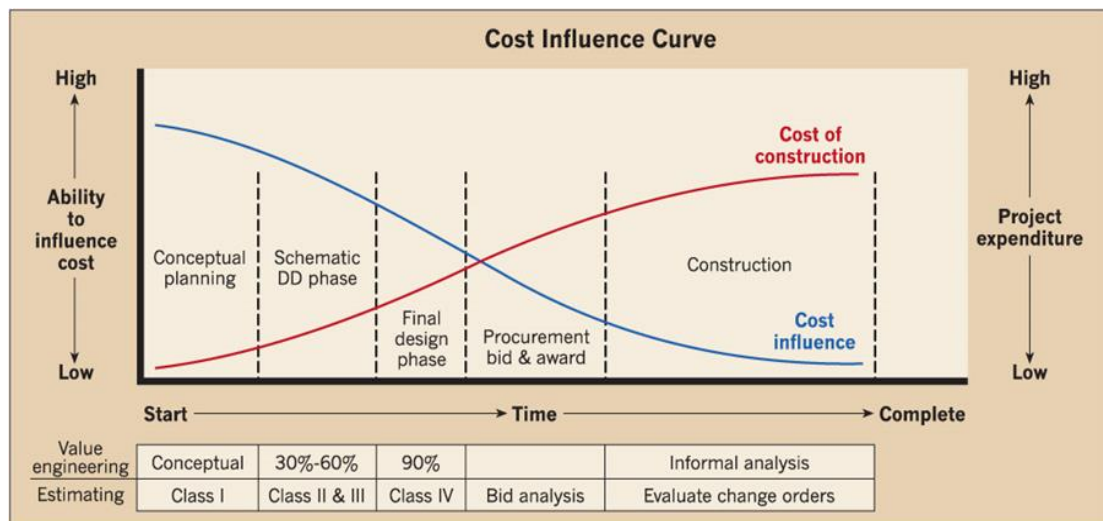 Cost Influence Curve
High
Ability
to
influence
cost
Low
High
Project
expenditure
Low
Cost of
construction
Conceptual
planning
Schematic
DD phase
Final
design
phase
Procurement
bid & award
Construction
Cost
influence
Start
Time
Complete
Value
engineering
Conceptual
30%-60%
90%
Informal analysis
Estimating
Class I
Class II & III
Class IV
Bid analysis
Evaluate change orders